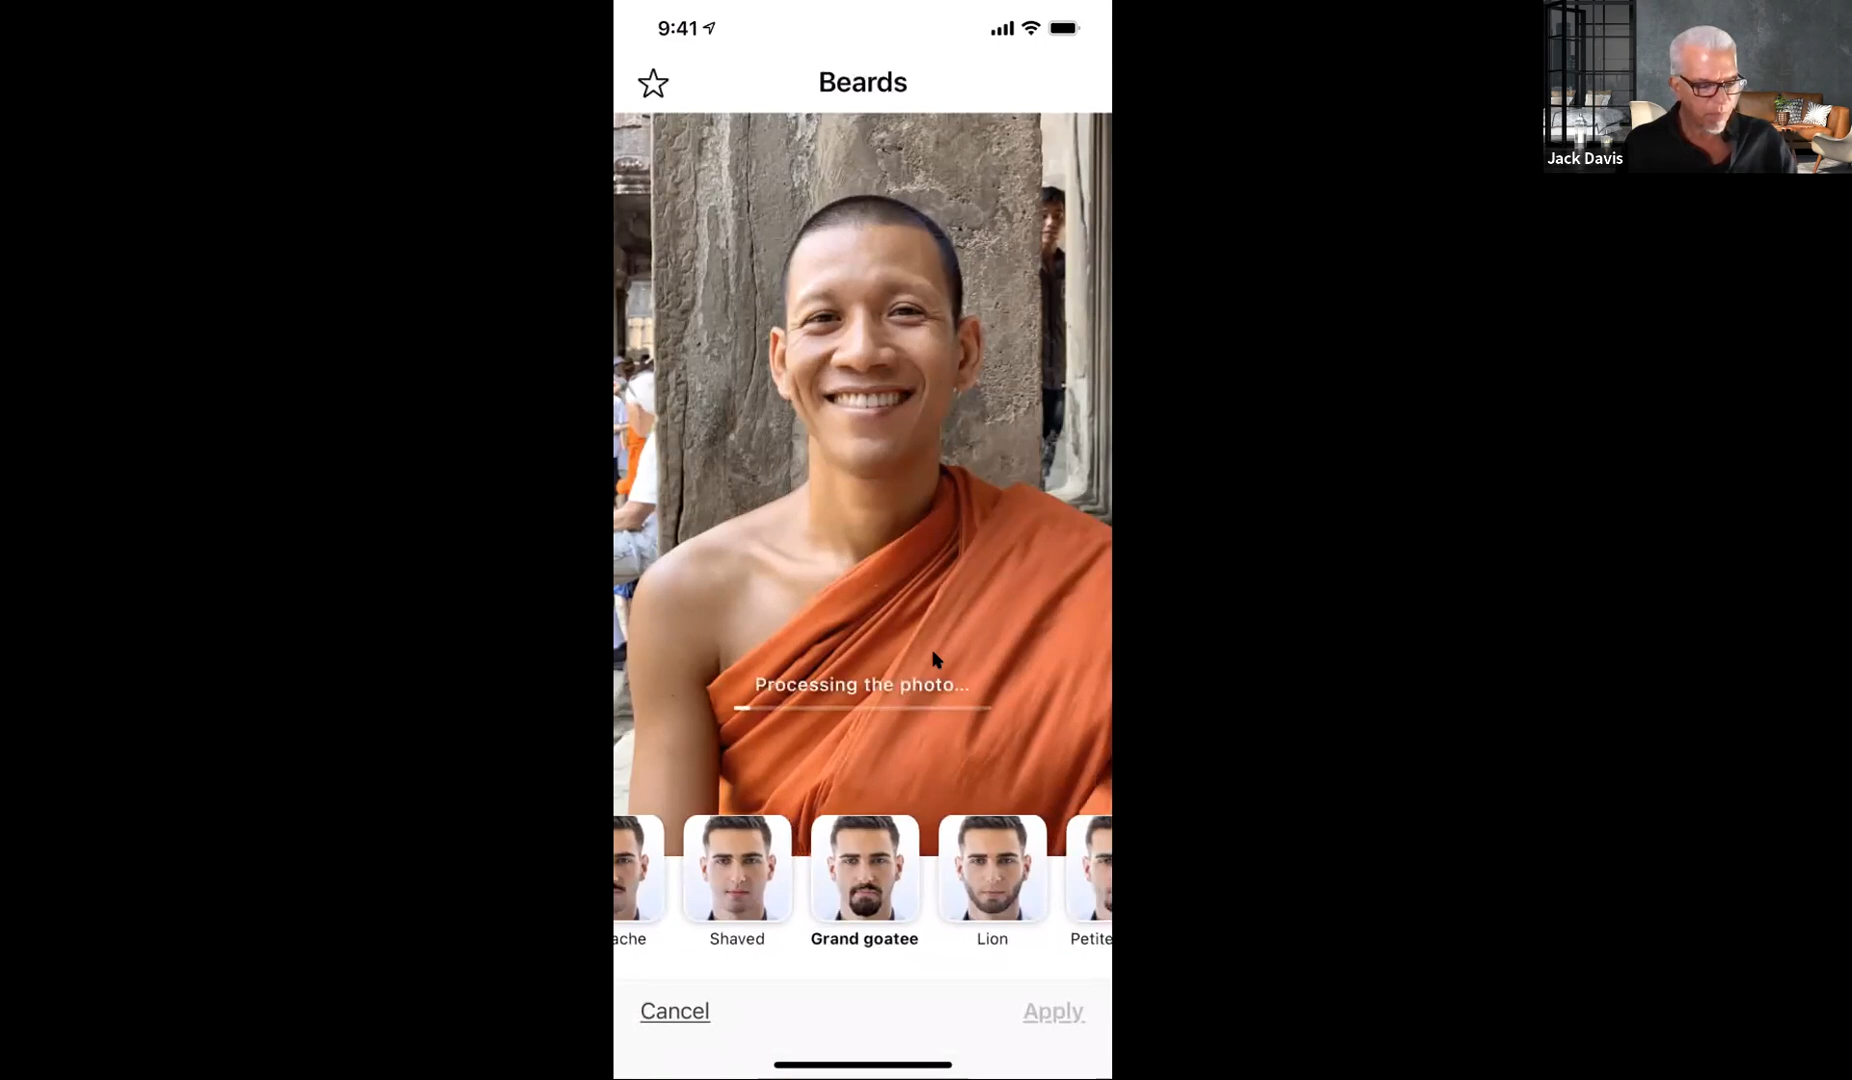 9:41
Beards
Jack Davis
Processing the photo...
ache
Shaved
Grand goatee
Lion
Petite
Cancel
Apply